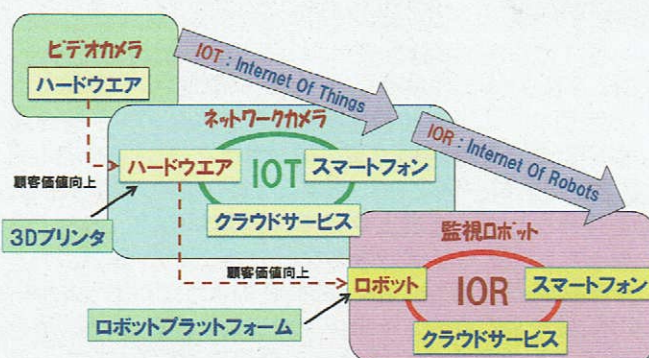 ビデオカメラ
ハードウエア
IOT : Internet Of Things
ネットワークカメラ
IOR : Internet Of Robots
ハードウエア
IOT
スマートフォン
顧客価値向上
クラウドサービス
3Dプリンタ
監視ロボット
顧客価値向上
ロボット
IOR
スマートフォン
ロボットプラットフォーム
クラウドサービス